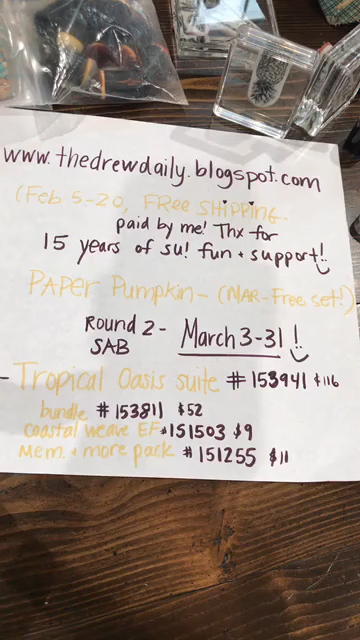 www.thedrewdaily.blogspot.com
(Feb 5-20, FREE SHIPPING
paid by me! Thx for
15 years of su! fun + support!
PAPER PUMPKIN - (MAR-Free set!)
Round 2 - March 3-31 !
SAB
- Tropical Oasis suite #153941 $116
bundle #153811 $52
coastal weave EF #151503 $9
Mem. + more pack #151255 $11